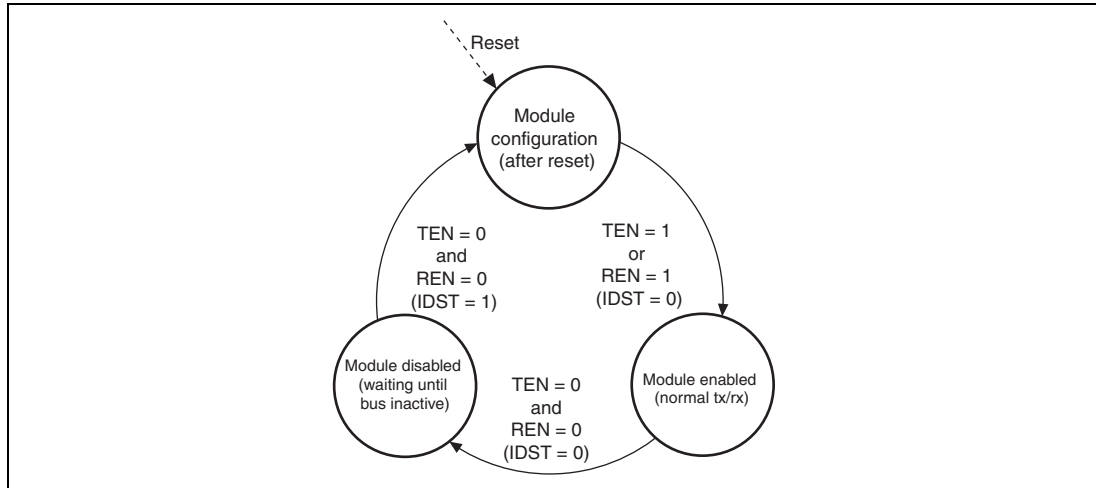 Reset
Module
configuration
(after reset)
TEN = 0
and
REN = 0
(IDST = 1)
TEN = 1
or
REN = 1
(IDST = 0)
Module disabled
(waiting until
bus inactive)
TEN = 0
and
REN = 0
(IDST = 0)
Module enabled
(normal tx/rx)